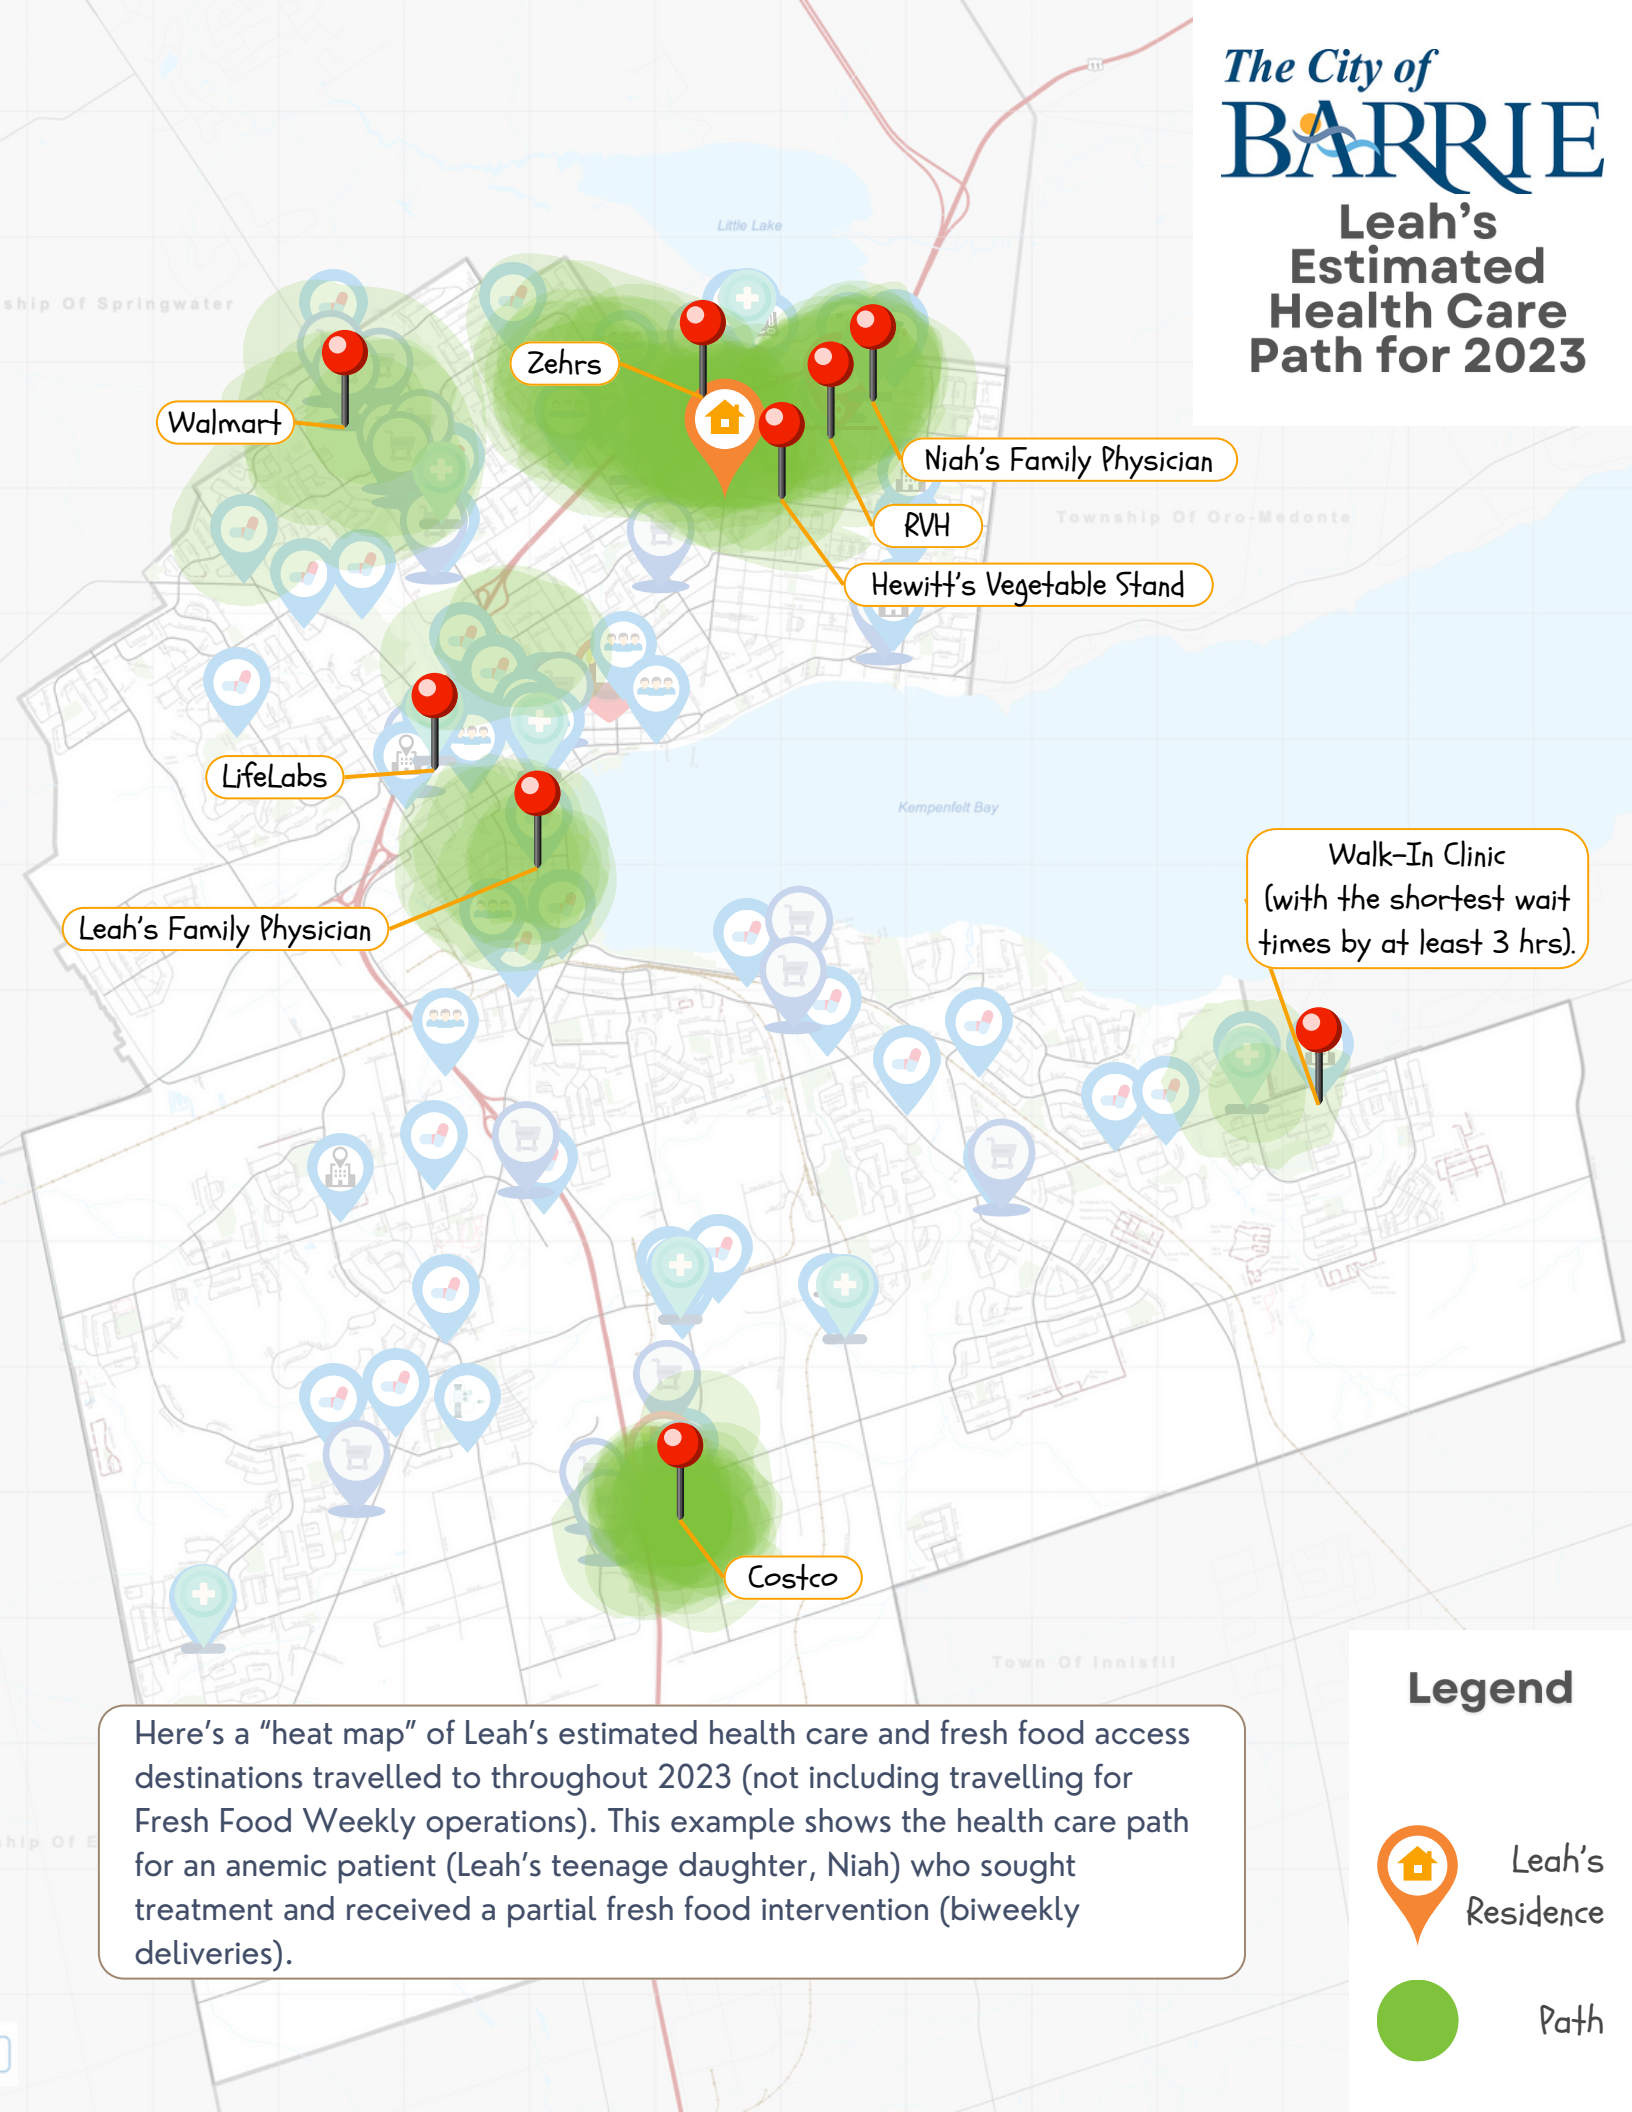 The City of
BARRIE
Leah's
Estimated
Health Care
Path for 2023
Little Lake
ship Of Springwater
Zehrs
Walmart
Niah's Family Physician
Township Of Oro-Medonte
RVH
Hewitt's Vegetable Stand
LifeLabs
Kempenfelt Bay
Walk-In Clinic
(with the shortest wait
times by at least 3 hrs).
Leah's Family Physician
Costco
Town Of Innisfil
Legend
Here's a “heat map” of Leah's estimated health care and fresh food access
destinations travelled to throughout 2023 (not including travelling for
Fresh Food Weekly operations). This example shows the health care path
for an anemic patient (Leah's teenage daughter, Niah) who sought
treatment and received a partial fresh food intervention (biweekly
deliveries).
ship Of E
Leah's
Residence
Path